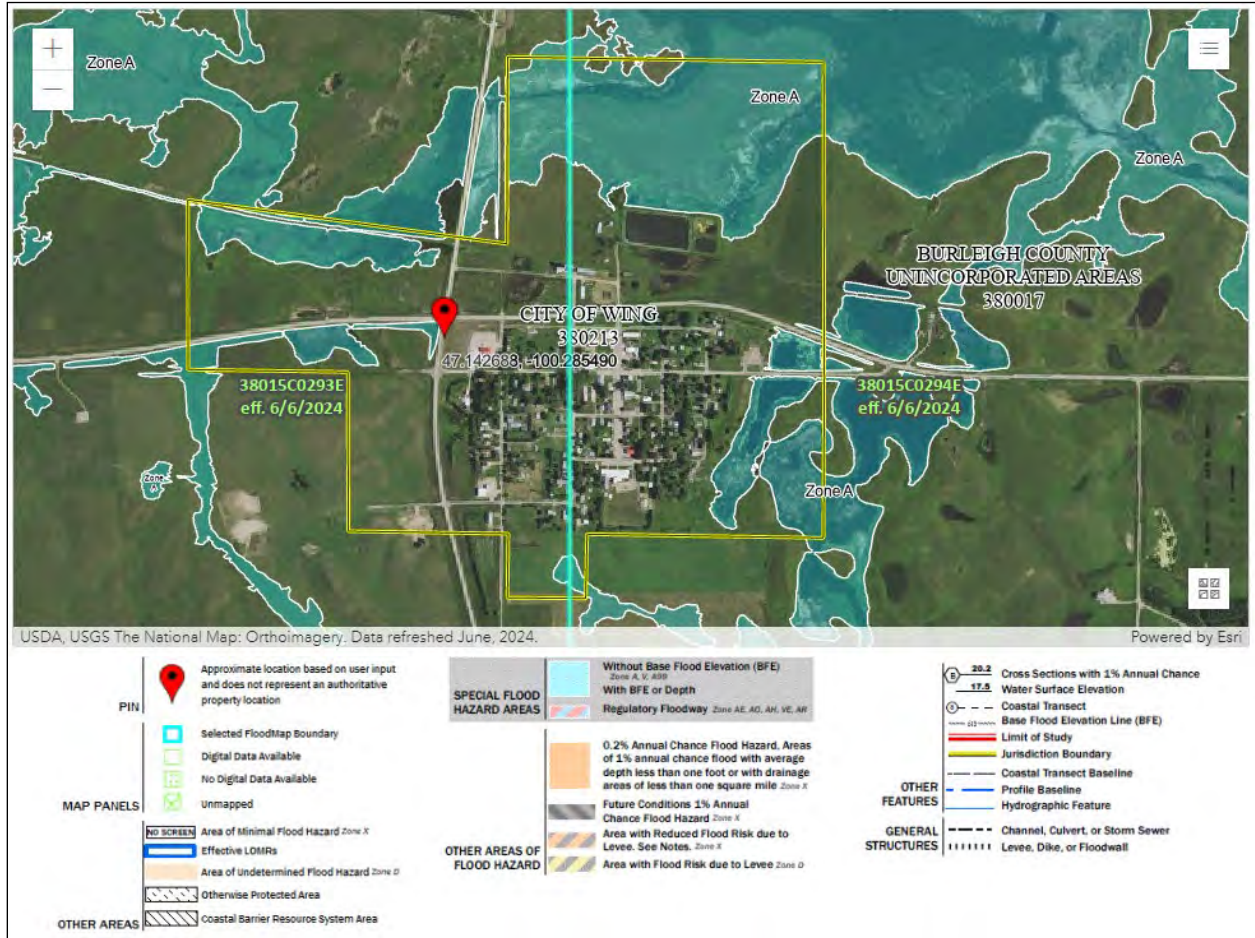 +
−
Zone A
Zone A
Zone A
BURLEIGH COUNTY
UNINCORPORATED AREAS
380017
CITY OF WING
380213
47.142688, -100.285490
38015C0293E
eff. 6/6/2024
38015C0294E
eff. 6/6/2024
Zone
A
Zone A
USDA, USGS The National Map: Orthoimagery. Data refreshed June, 2024.
Powered by Esri
PIN
Approximate location based on user input
and does not represent an authoritative
property location
MAP PANELS
Selected FloodMap Boundary
Digital Data Available
No Digital Data Available
Unmapped
OTHER AREAS
NO SCREEN Area of Minimal Flood Hazard Zone X
Effective LOMRs
Area of Undetermined Flood Hazard Zone D
Otherwise Protected Area
Coastal Barrier Resource System Area
SPECIAL FLOOD
HAZARD AREAS
Without Base Flood Elevation (BFE)
Zone A, V, A99
With BFE or Depth
Regulatory Floodway Zone AE, AO, AH, VE, AR
OTHER AREAS OF
FLOOD HAZARD
0.2% Annual Chance Flood Hazard, Areas
of 1% annual chance flood with average
depth less than one foot or with drainage
areas of less than one square mile Zone X
Future Conditions 1% Annual
Chance Flood Hazard Zone X
Area with Reduced Flood Risk due to
Levee. See Notes. Zone X
Area with Flood Risk due to Levee Zone D
OTHER
FEATURES
B 20.2 Cross Sections with 1% Annual Chance
17.5 Water Surface Elevation
8 Coastal Transect
513 Base Flood Elevation Line (BFE)
Limit of Study
Jurisdiction Boundary
Coastal Transect Baseline
Profile Baseline
Hydrographic Feature
GENERAL
STRUCTURES
Channel, Culvert, or Storm Sewer
Levee, Dike, or Floodwall